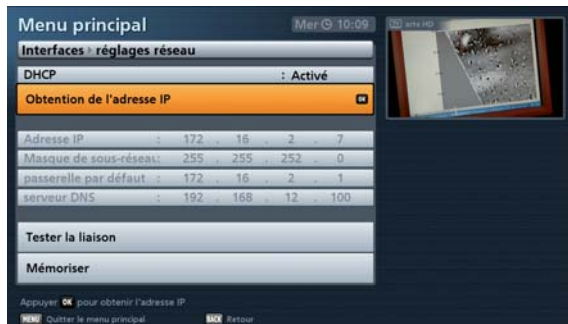 Menu principal
Mer 10:09
arte HD
Interfaces réglages réseau
DHCP : Activé
Obtention de l'adresse IP OK
Adresse IP : 172 . 16 . 2 . 7
Masque de sous-réseau: 255 . 255 . 252 . 0
passerelle par défaut : 172 . 16 . 2 . 1
serveur DNS : 192 . 168 . 12 . 100
Tester la liaison
Mémoriser
Appuyer OK pour obtenir l'adresse IP
MENU Quitter le menu principal BACK Retour